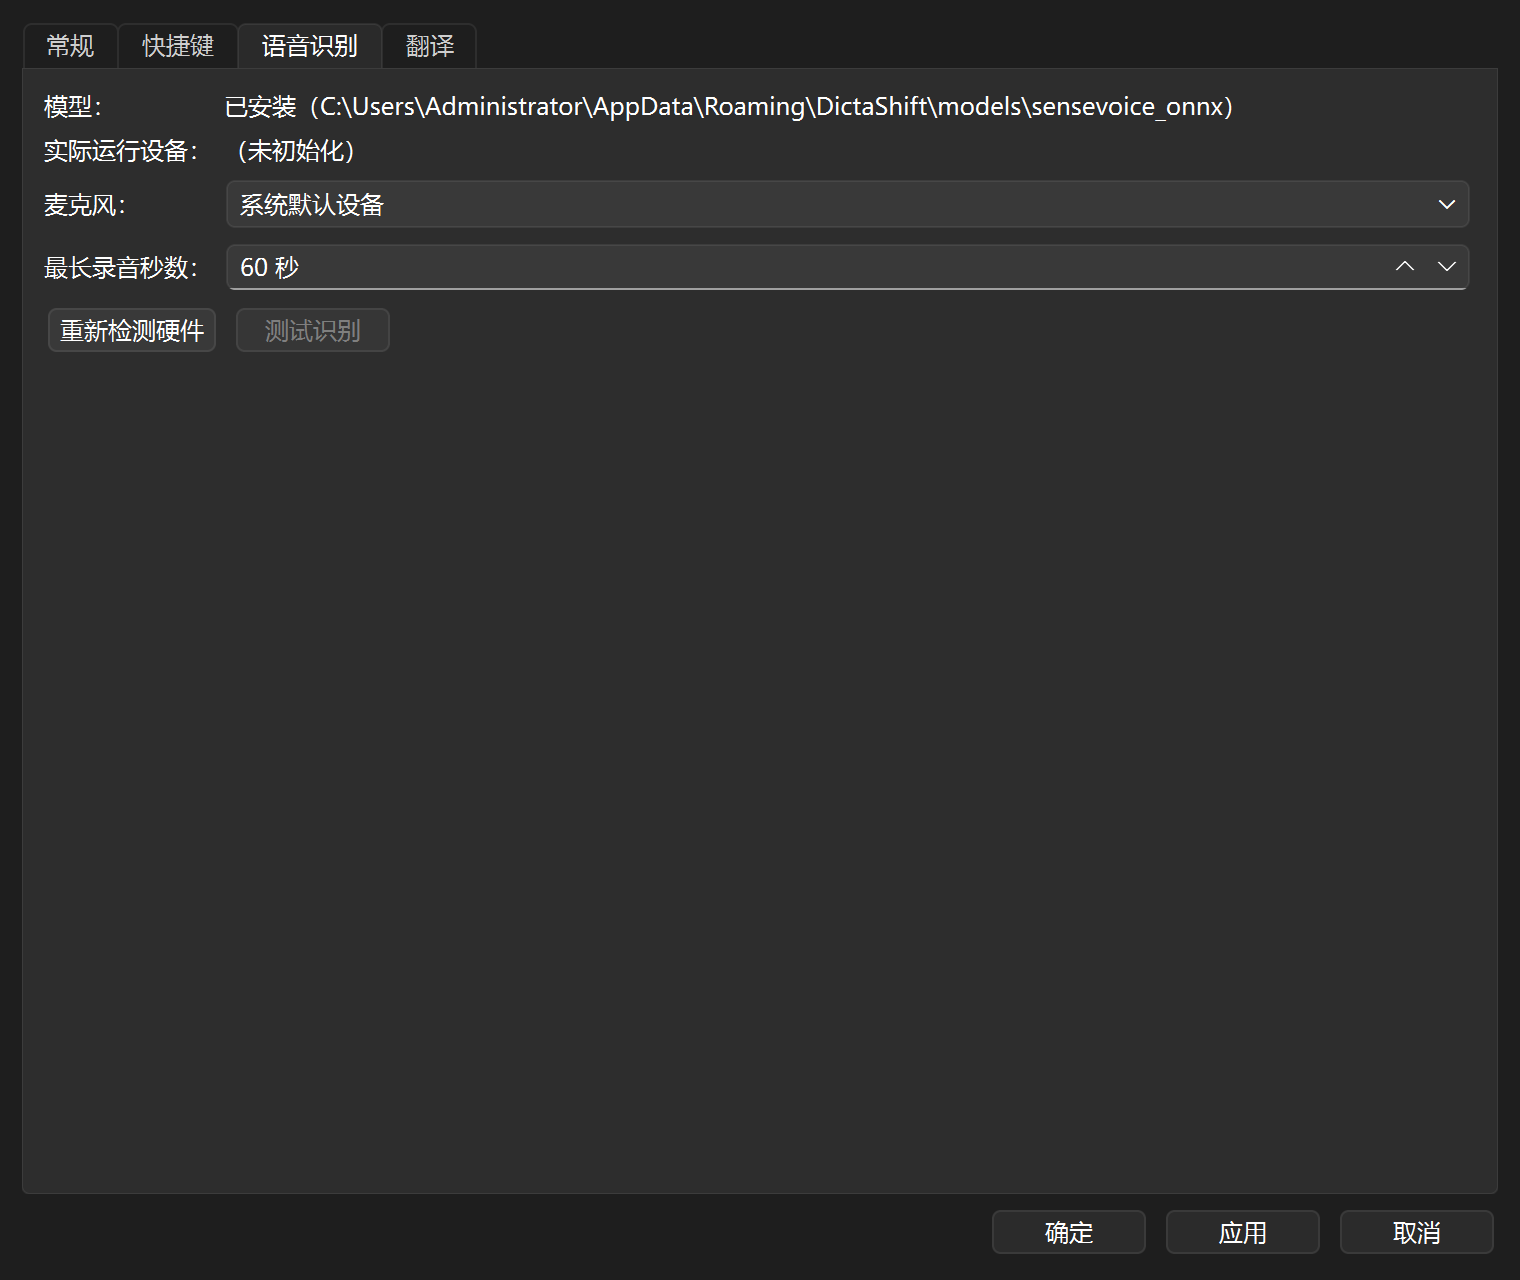 常规 快捷键 语音识别 翻译
模型： 已安装（C:\Users\Administrator\AppData\Roaming\DictaShift\models\sensevoice_onnx）
实际运行设备： （未初始化）
麦克风： 系统默认设备
最长录音秒数： 60 秒
重新检测硬件 测试识别
确定 应用 取消